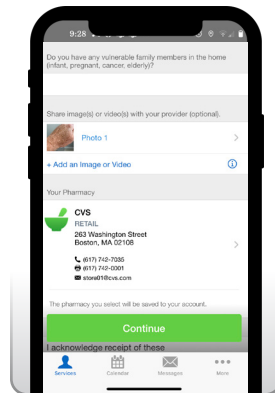 9:28
Do you have any vulnerable family members in the home
(infant, pregnant, cancer, elderly)?
Share image(s) or video(s) with your provider (optional).
Photo 1
+ Add an Image or Video
Your Pharmacy
CVS
RETAIL
263 Washington Street
Boston, MA 02108
(617) 742-7035
(617) 742-0001
store01@cvs.com
The pharmacy you select will be saved to your account.
Continue
I acknowledge receipt of these
Services
Calendar
Messages
More